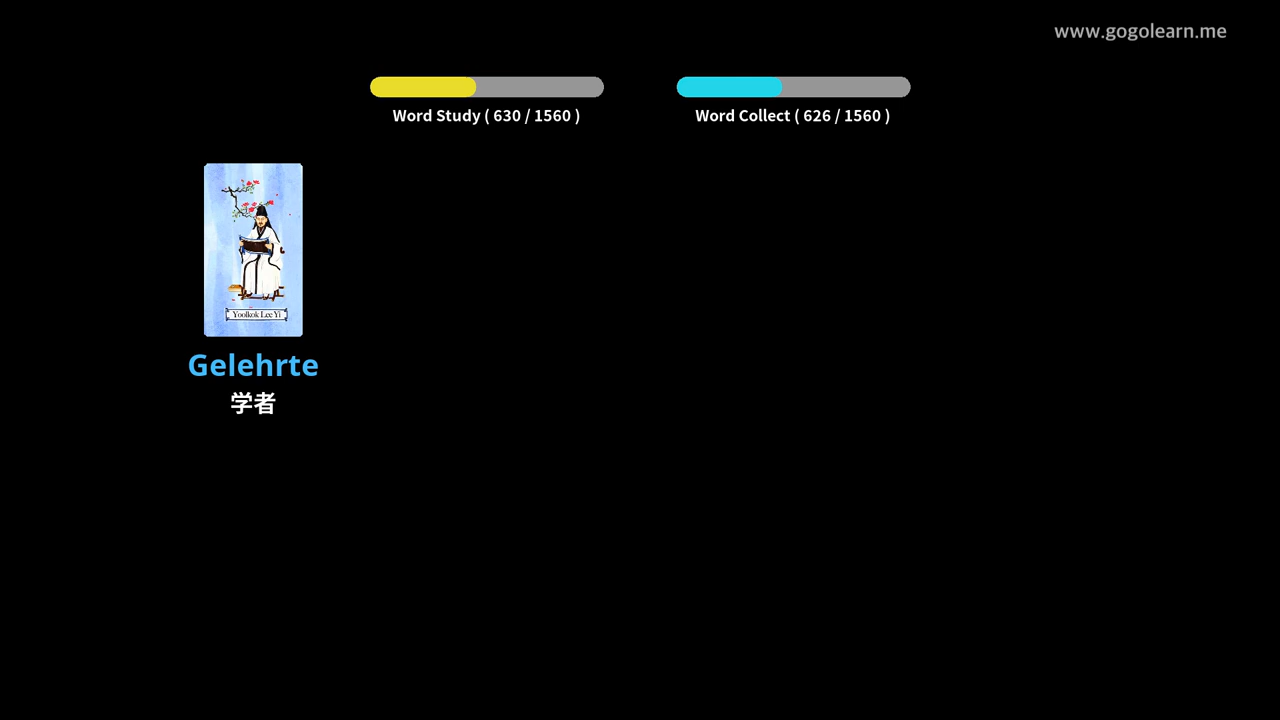 www.gogolearn.me
Word Study ( 630 / 1560 )
Word Collect ( 626 / 1560 )
Yoolkok Lee Yi
Gelehrte
学者